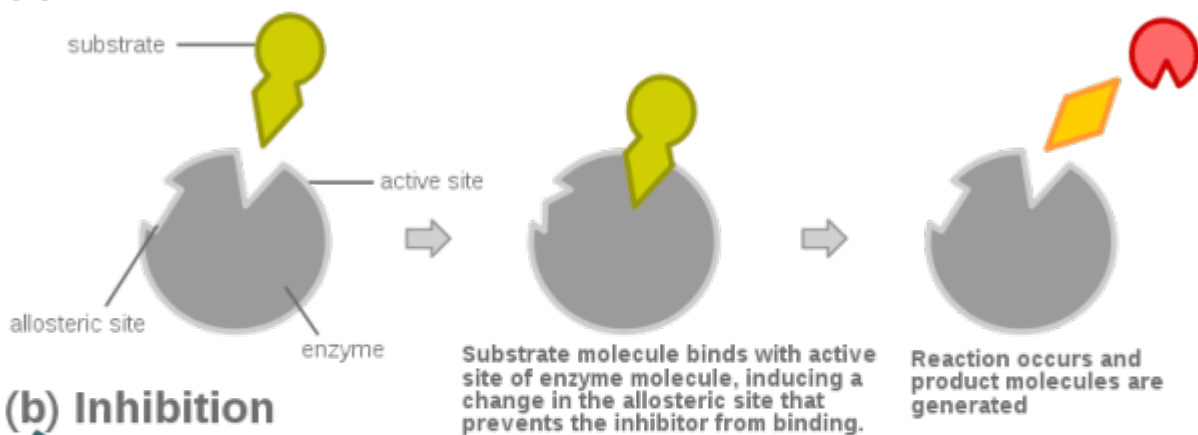 substrate
active site
allosteric site
enzyme
Substrate molecule binds with active
site of enzyme molecule, inducing a
change in the allosteric site that
prevents the inhibitor from binding.
Reaction occurs and
product molecules are
generated
(b) Inhibition